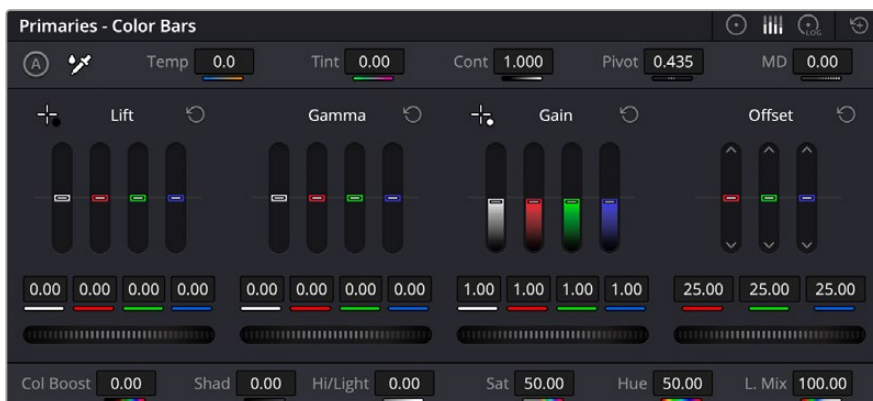 Primaries - Color Bars
LOG
A Temp 0.0 Tint 0.00 Cont 1.000 Pivot 0.435 MD 0.00
Lift Gamma Gain Offset
0.00 0.00 0.00 0.00 0.00 0.00 0.00 0.00 1.00 1.00 1.00 1.00 25.00 25.00 25.00
Col Boost 0.00 Shad 0.00 Hi/Light 0.00 Sat 50.00 Hue 50.00 L. Mix 100.00